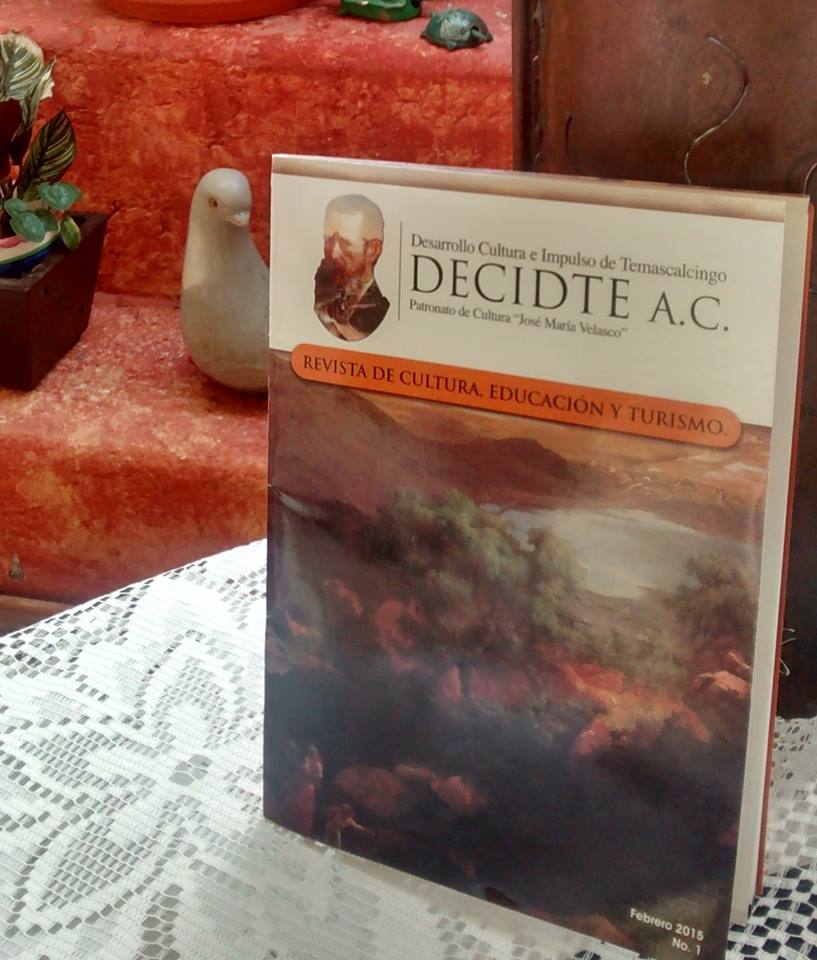 Desarrollo Cultura e Impulso de Temascalcingo
DECIDTE A.C.
Patronato de Cultura "José María Velasco"
REVISTA DE CULTURA, EDUCACIÓN Y TURISMO.
Febrero 2015
No. 1